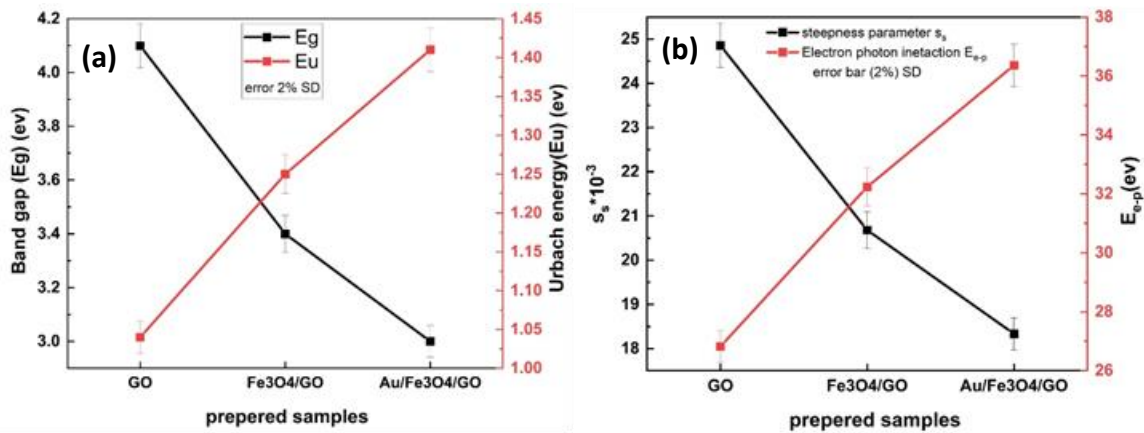 (a)
Eg
Eu
error 2% SD
Band gap (Eg) (ev)
4.2
4.0
3.8
3.6
3.4
3.2
3.0
Urbach energy(Eu) (ev)
1.45
1.40
1.35
1.30
1.25
1.20
1.15
1.10
1.05
1.00
GO
Fe3O4/GO
Au/Fe3O4/GO
prepered samples
(b)
steepness parameter sₛ
Electron photon inetaction Eₑ₋ₚ
error bar (2%) SD
sₛ*10⁻³
25
24
23
22
21
20
19
18
Eₑ₋ₚ(ev)
38
36
34
32
30
28
26
GO
Fe3O4/GO
Au/Fe3O4/GO
prepered samples